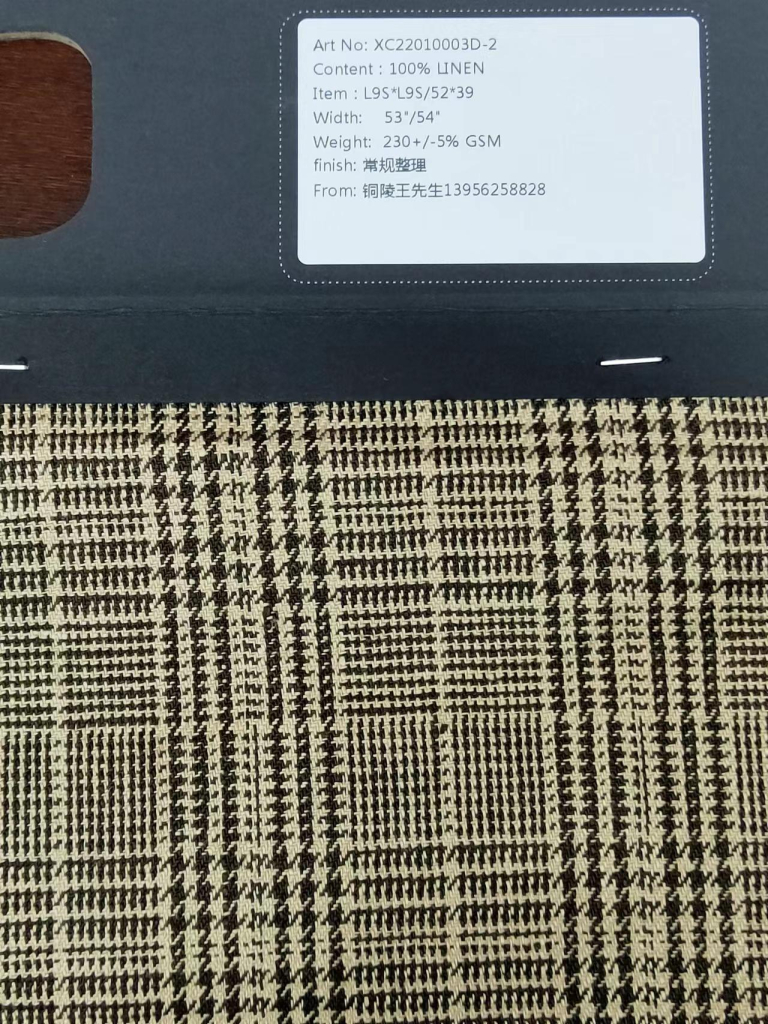 Art No: XC22010003D-2
Content : 100% LINEN
Item : L9S*L9S/52*39
Width: 53"/54"
Weight: 230+/-5% GSM
finish: 常规整理
From: 铜陵王先生13956258828